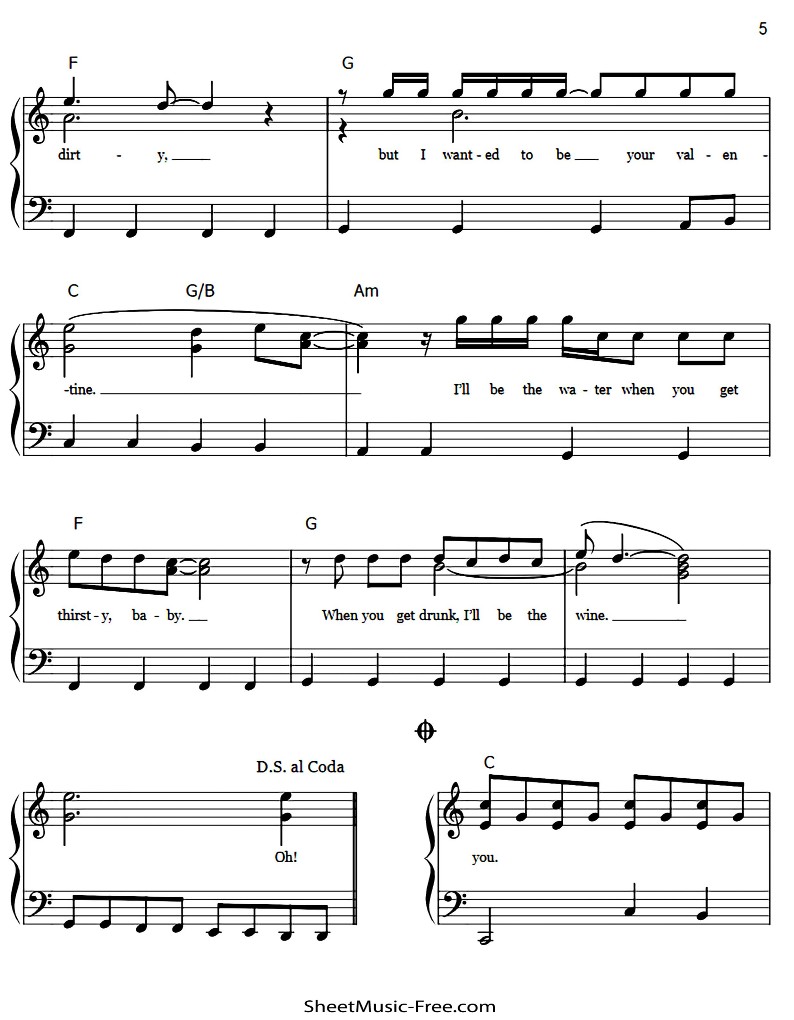 5
F G
dirt - y, but I want - ed to be your val - en -
C G/B Am
-tine. I'll be the wa - ter when you get
F G
thirst - y, ba - by. When you get drunk, I'll be the wine.
D.S. al Coda C
Oh! you.
SheetMusic-Free.com